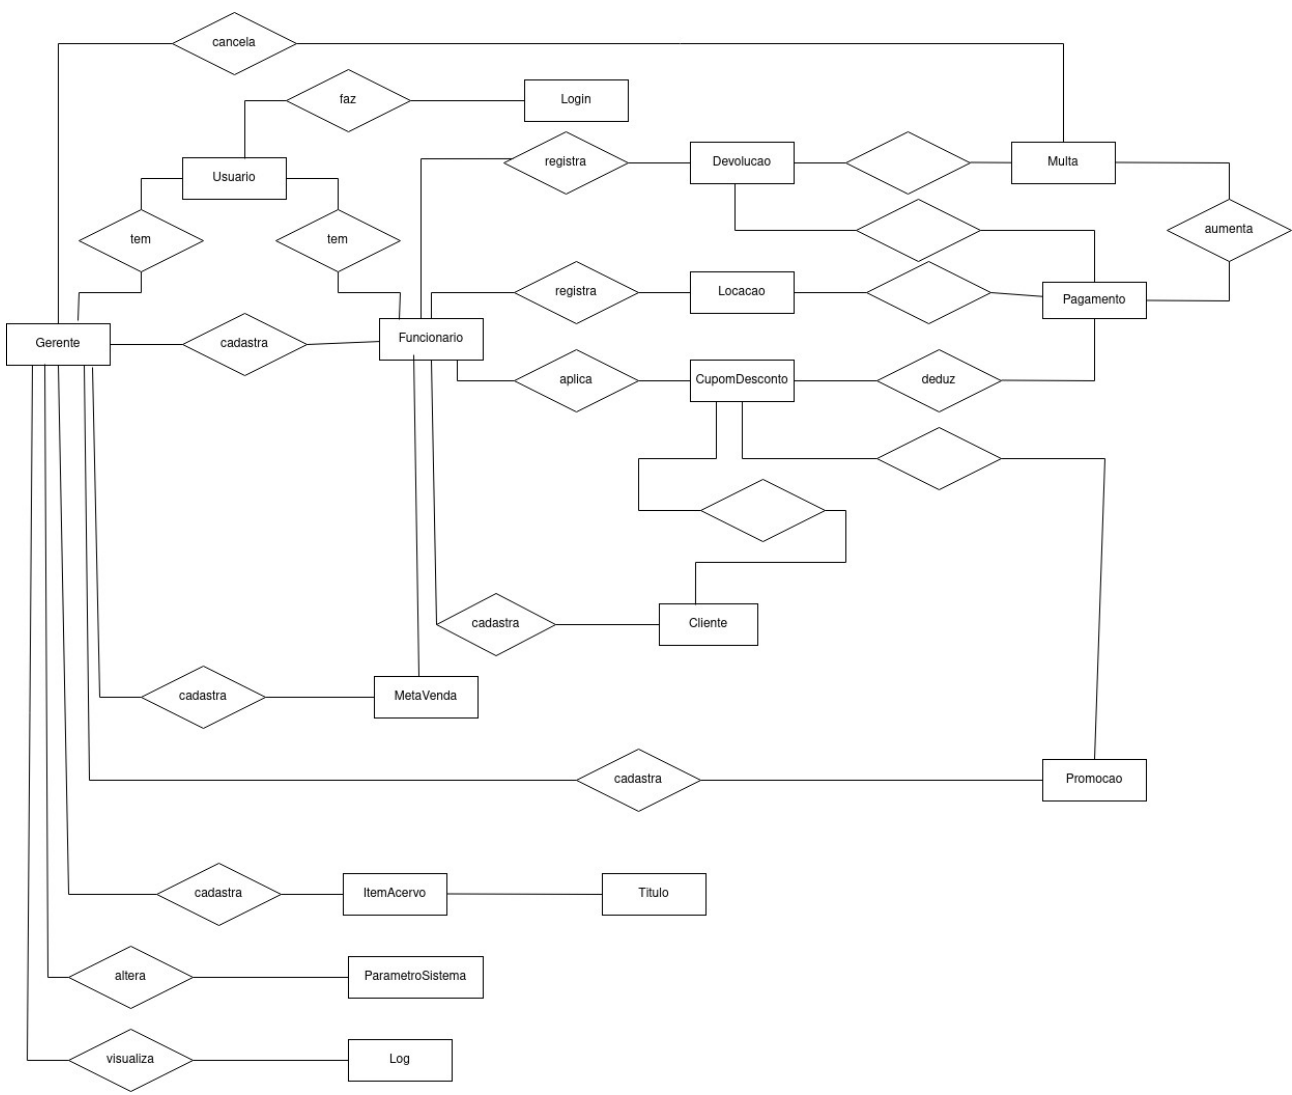 cancela
faz
Login
registra
Devolucao
Multa
Usuario
tem
tem
aumenta
registra
Locacao
Pagamento
Gerente
cadastra
Funcionario
aplica
CupomDesconto
deduz
cadastra
Cliente
cadastra
MetaVenda
cadastra
Promocao
cadastra
ItemAcervo
Titulo
altera
ParametroSistema
visualiza
Log